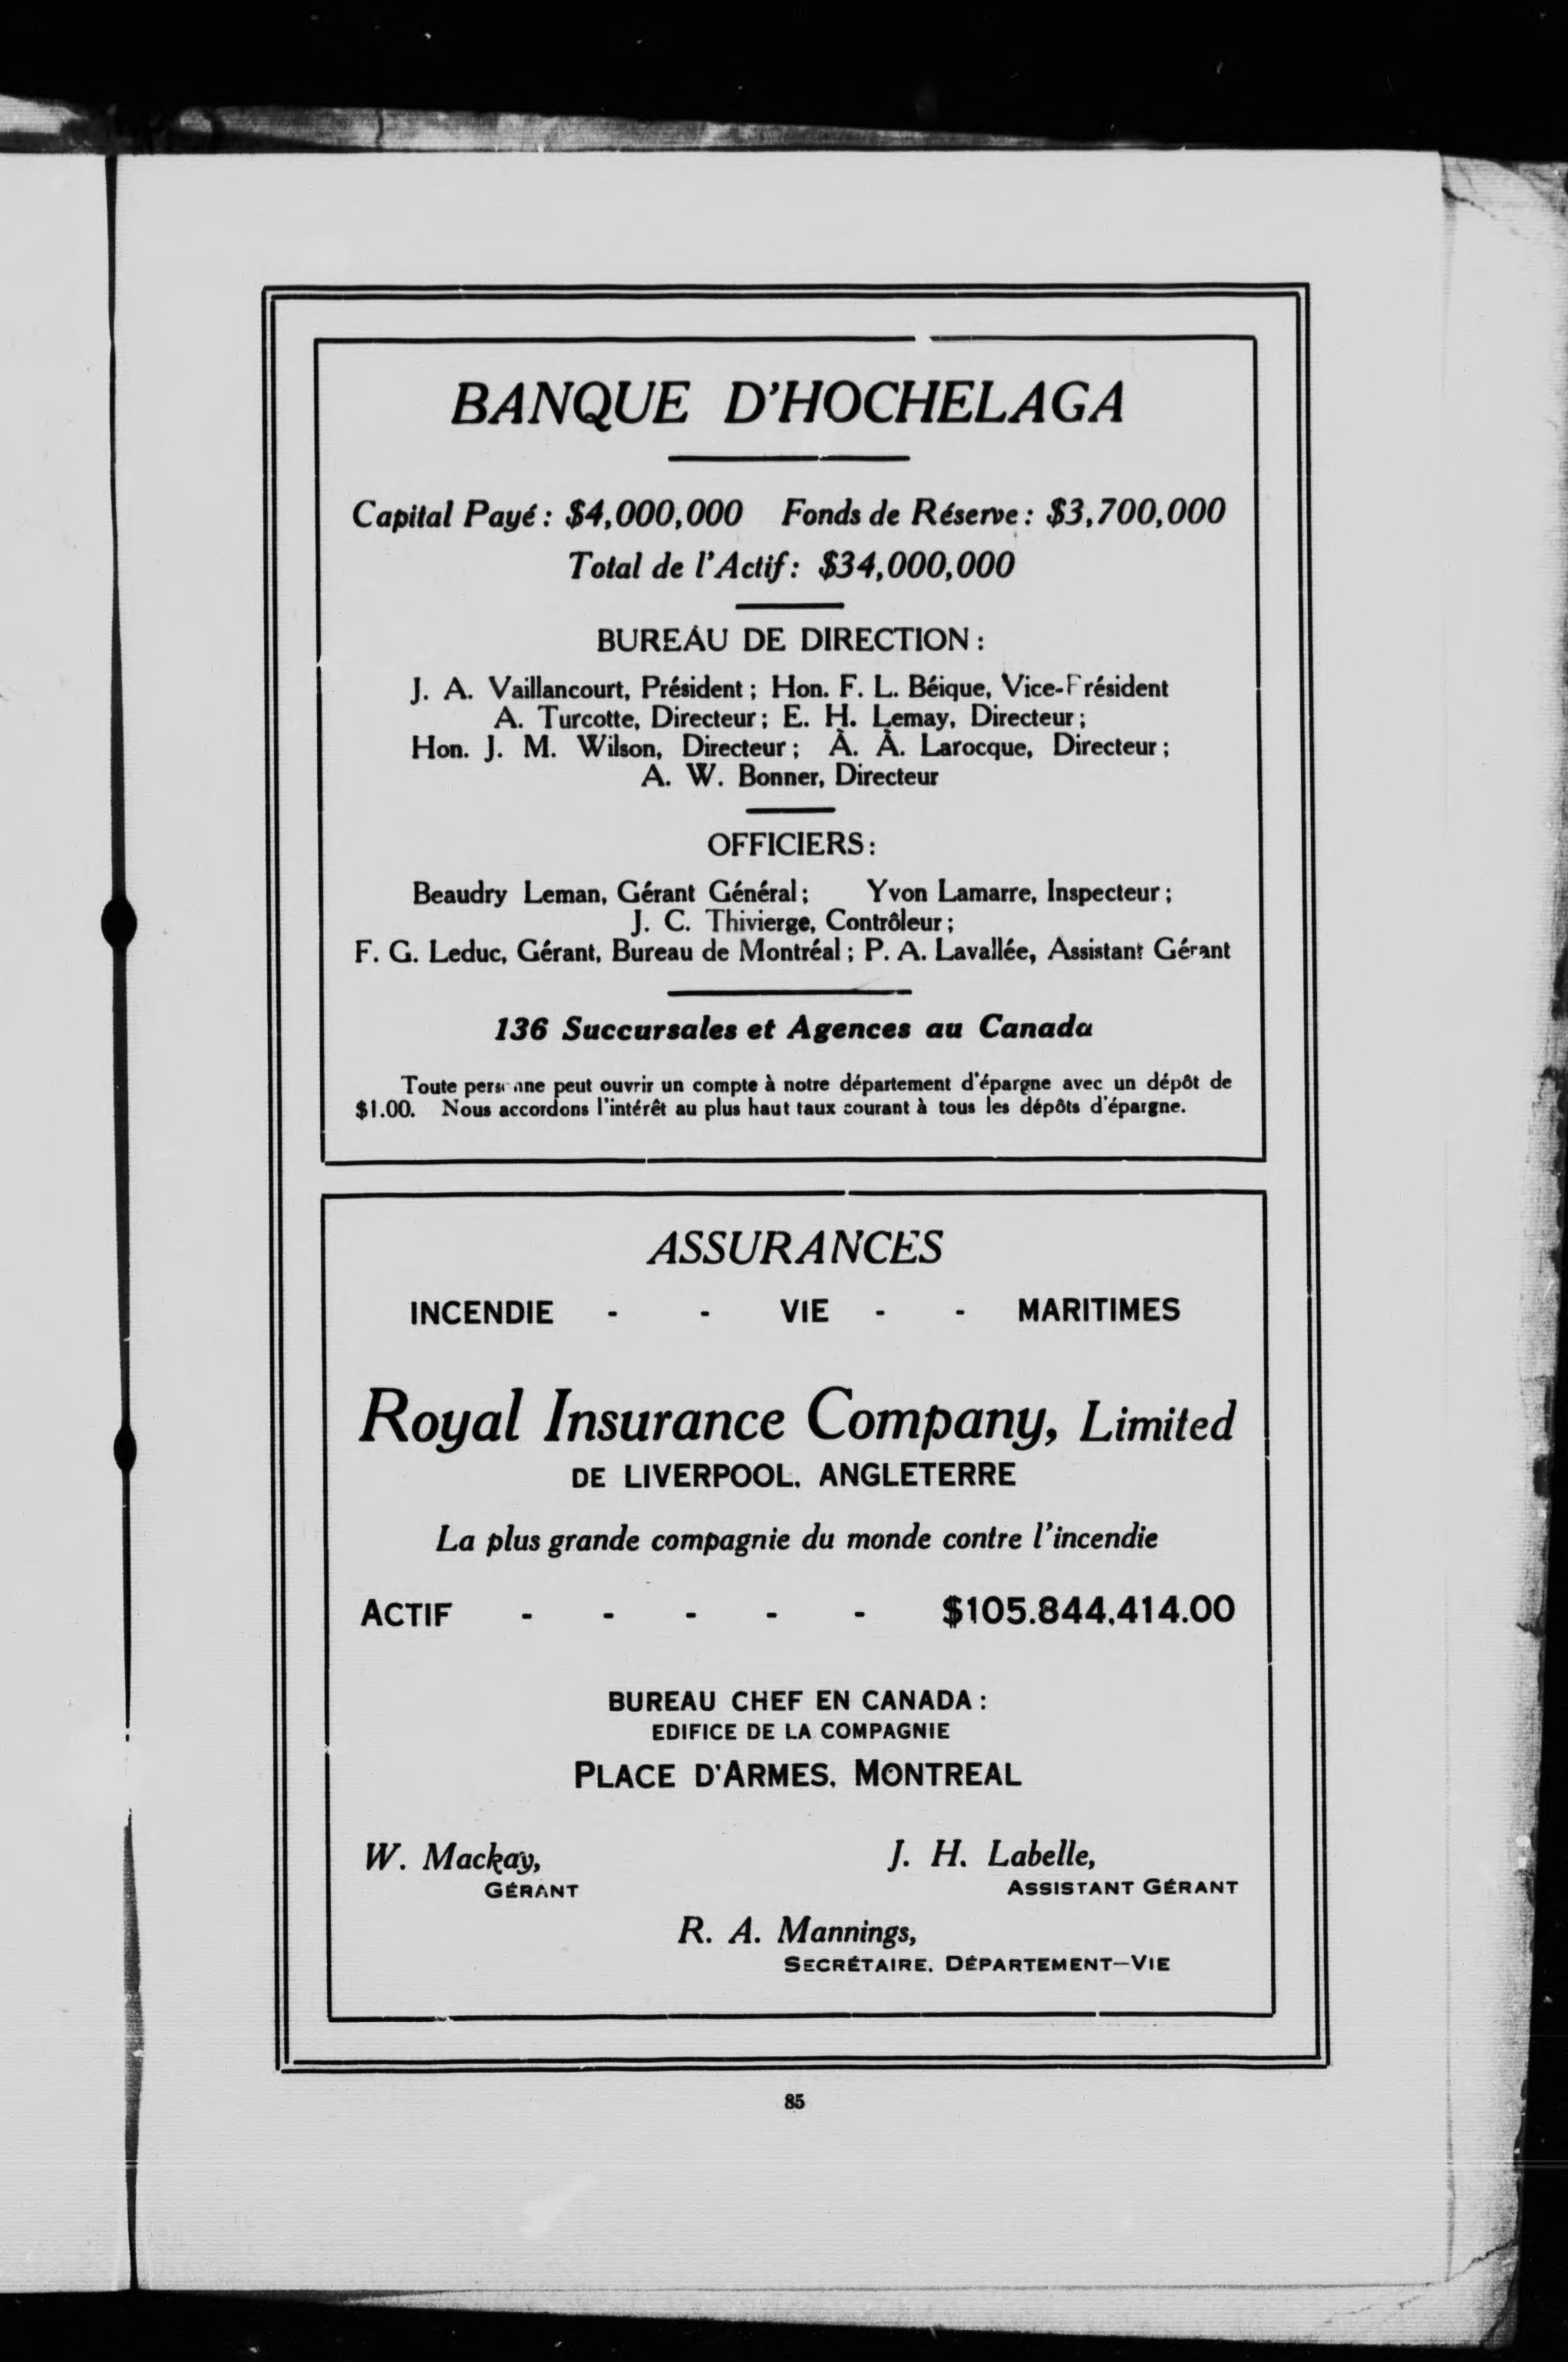 BANQUE D'HOCHELAGA
Capital Payé : $4,000,000 Fonds de Réserve : $3,700,000
Total de l'Actif : $34,000,000
BUREAU DE DIRECTION :
J. A. Vaillancourt, Président ; Hon. F. L. Béique, Vice-Président
A. Turcotte, Directeur ; E. H. Lemay, Directeur ;
Hon. J. M. Wilson, Directeur ; A. A. Larocque, Directeur ;
A. W. Bonner, Directeur
OFFICIERS :
Beaudry Leman, Gérant Général ; Yvon Lamarre, Inspecteur ;
J. C. Thivierge, Contrôleur ;
F. G. Leduc, Gérant, Bureau de Montréal ; P. A. Lavallée, Assistant Gérant
136 Succursales et Agences au Canada
Toute personne peut ouvrir un compte à notre département d'épargne avec un dépôt de
$1.00. Nous accordons l'intérêt au plus haut taux courant à tous les dépôts d'épargne.
ASSURANCES
INCENDIE - - VIE - - MARITIMES
Royal Insurance Company, Limited
DE LIVERPOOL, ANGLETERRE
La plus grande compagnie du monde contre l'incendie
ACTIF - - - - - $105.844,414.00
BUREAU CHEF EN CANADA :
EDIFICE DE LA COMPAGNIE
PLACE D'ARMES, MONTREAL
W. Mackay,
GÉRANT
J. H. Labelle,
ASSISTANT GÉRANT
R. A. Mannings,
SECRÉTAIRE, DÉPARTEMENT—VIE
85